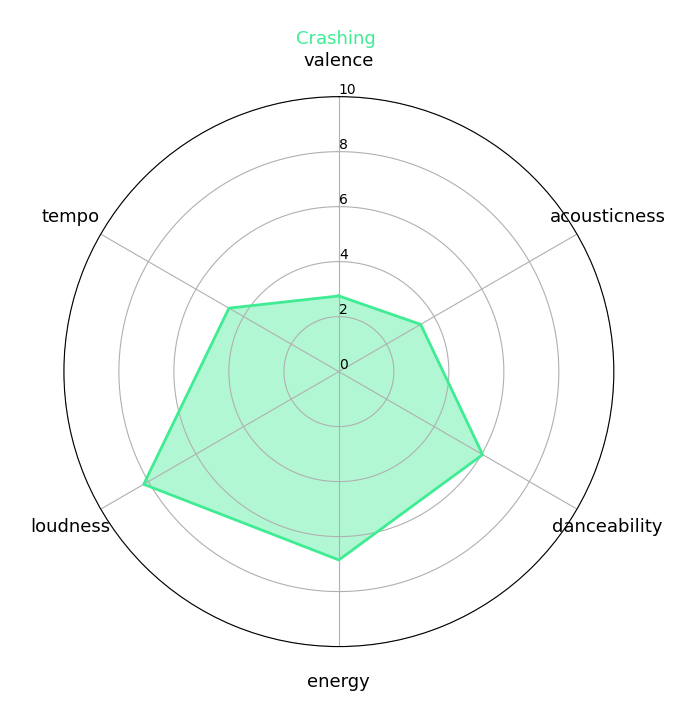 Crashing
valence
10
8
tempo
acousticness
6
4
2
0
loudness
danceability
energy